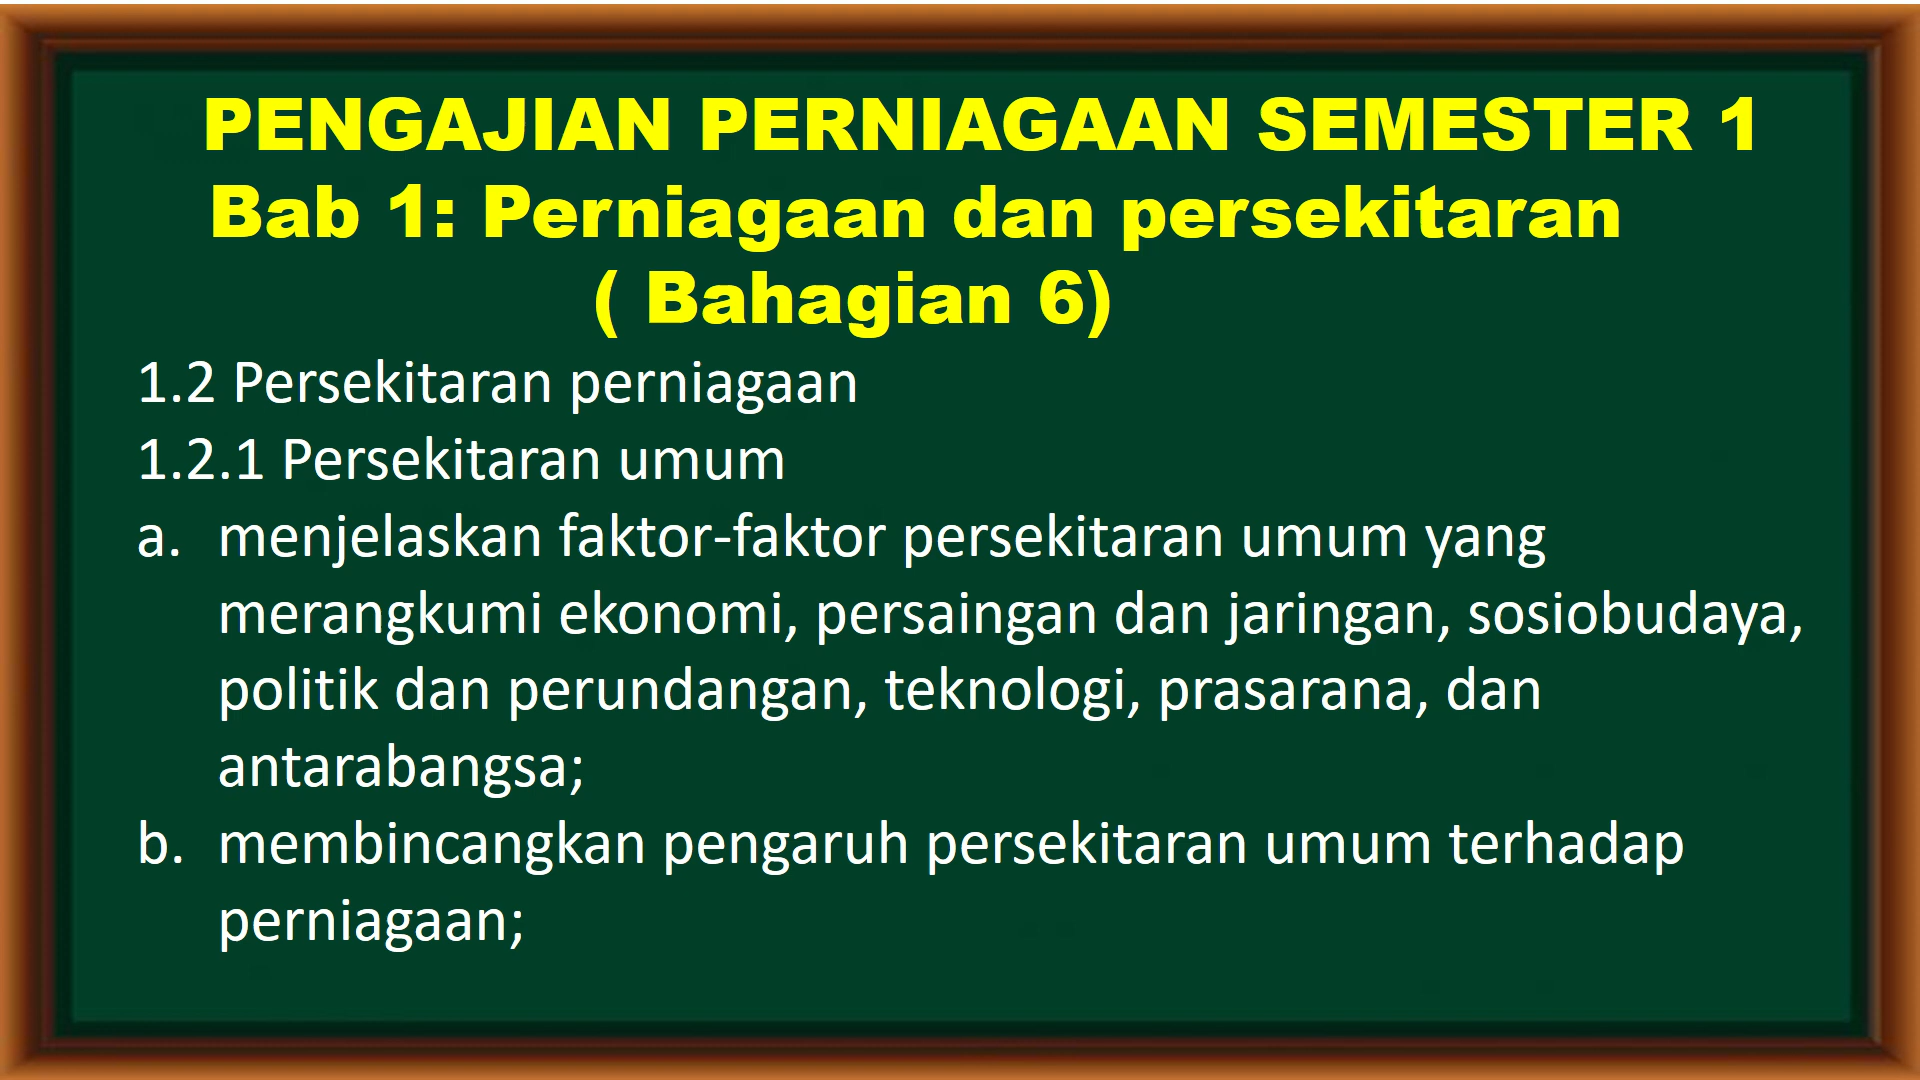 PENGAJIAN PERNIAGAAN SEMESTER 1
Bab 1: Perniagaan dan persekitaran
( Bahagian 6)
1.2 Persekitaran perniagaan
1.2.1 Persekitaran umum
a. menjelaskan faktor-faktor persekitaran umum yang
merangkumi ekonomi, persaingan dan jaringan, sosiobudaya,
politik dan perundangan, teknologi, prasarana, dan
antarabangsa;
b. membincangkan pengaruh persekitaran umum terhadap
perniagaan;